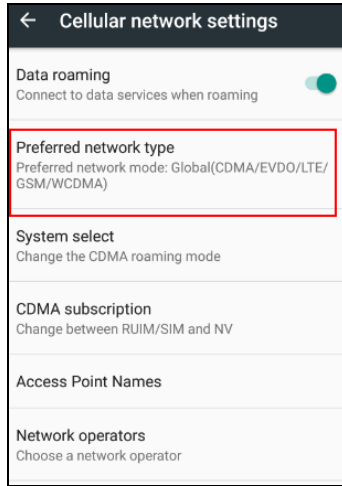 Cellular network settings
Data roaming
Connect to data services when roaming
Preferred network type
Preferred network mode: Global(CDMA/EVDO/LTE/
GSM/WCDMA)
System select
Change the CDMA roaming mode
CDMA subscription
Change between RUIM/SIM and NV
Access Point Names
Network operators
Choose a network operator